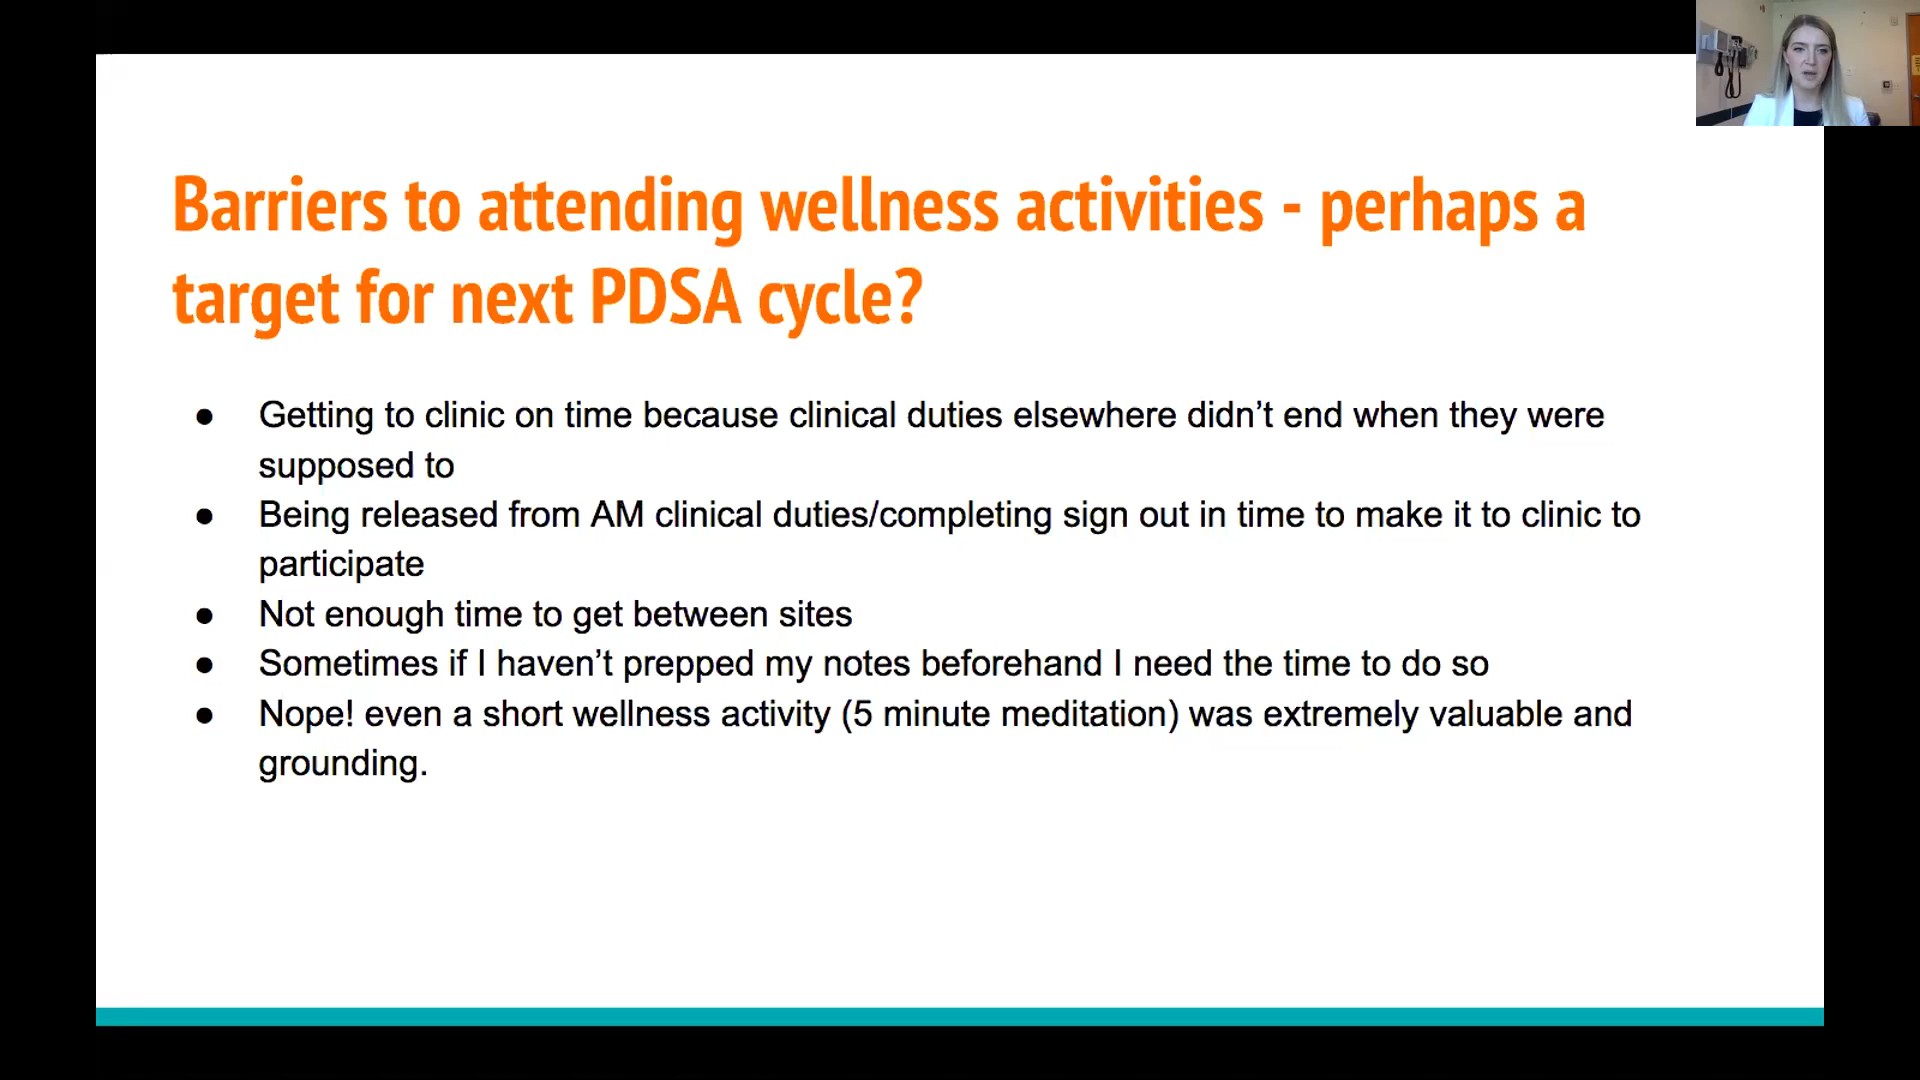 Barriers to attending wellness activities - perhaps a
target for next PDSA cycle?
● Getting to clinic on time because clinical duties elsewhere didn’t end when they were
supposed to
● Being released from AM clinical duties/completing sign out in time to make it to clinic to
participate
● Not enough time to get between sites
● Sometimes if I haven’t prepped my notes beforehand I need the time to do so
● Nope! even a short wellness activity (5 minute meditation) was extremely valuable and
grounding.